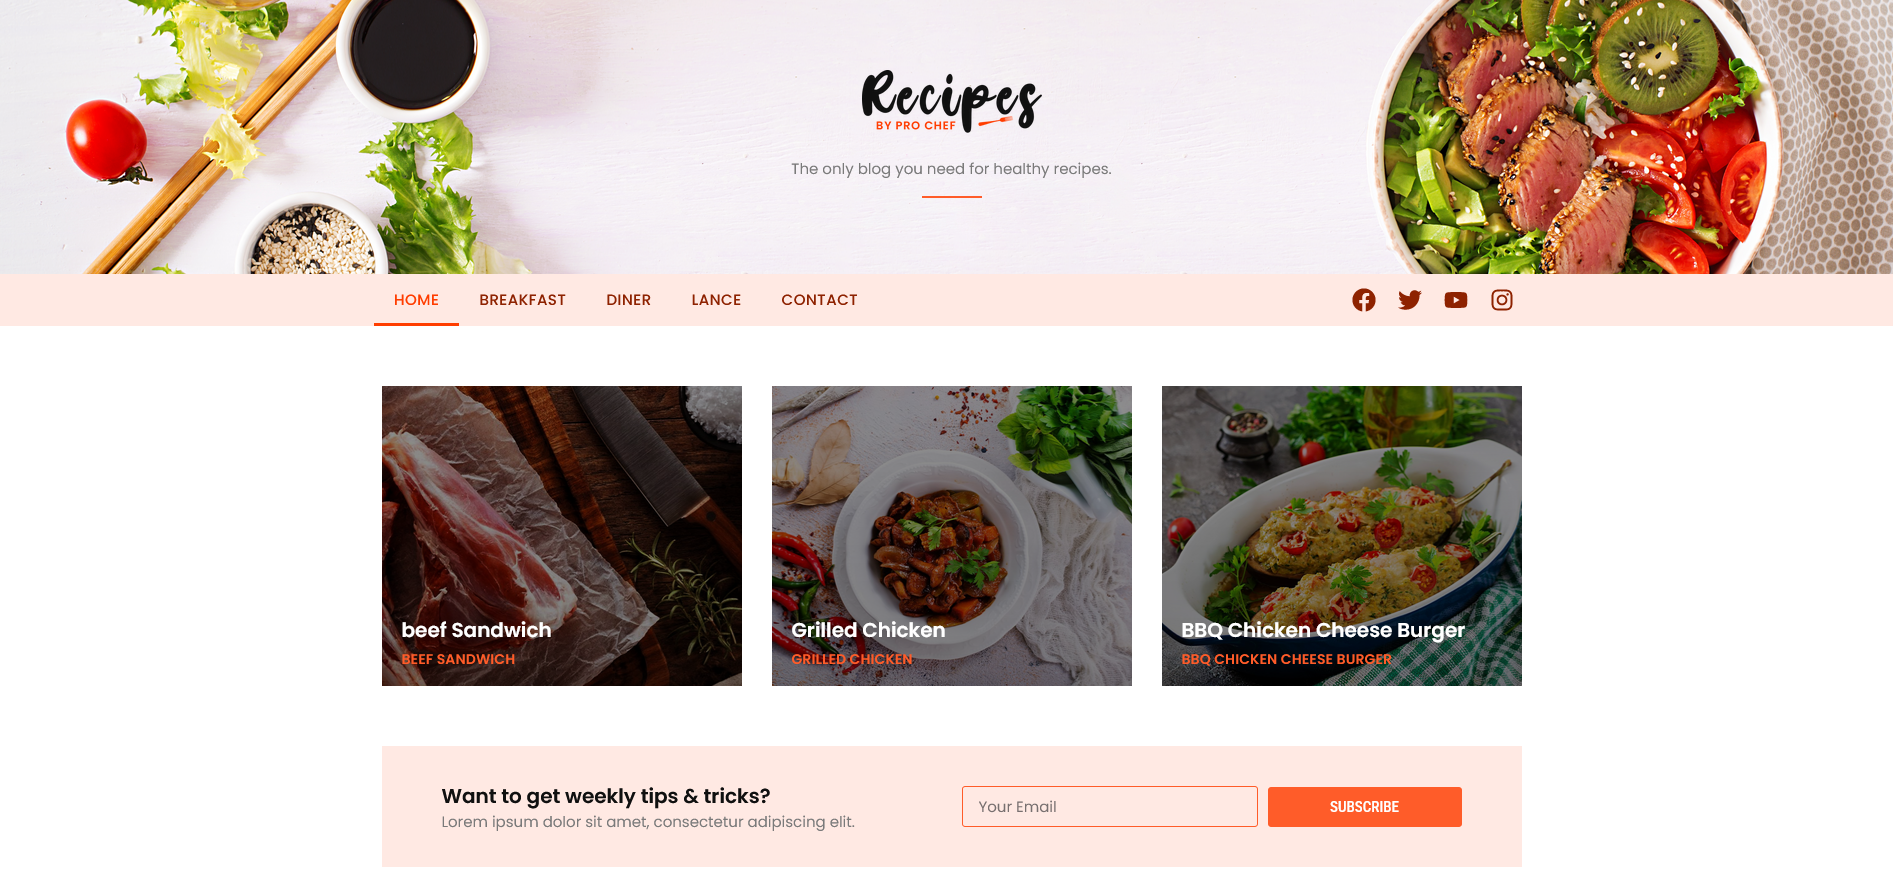 Recipes
BY PRO CHEF
The only blog you need for healthy recipes.
HOME BREAKFAST DINER LANCE CONTACT
beef Sandwich
BEEF SANDWICH
Grilled Chicken
GRILLED CHICKEN
BBQ Chicken Cheese Burger
BBQ CHICKEN CHEESE BURGER
Want to get weekly tips & tricks?
Lorem ipsum dolor sit amet, consectetur adipiscing elit.
Your Email
SUBSCRIBE